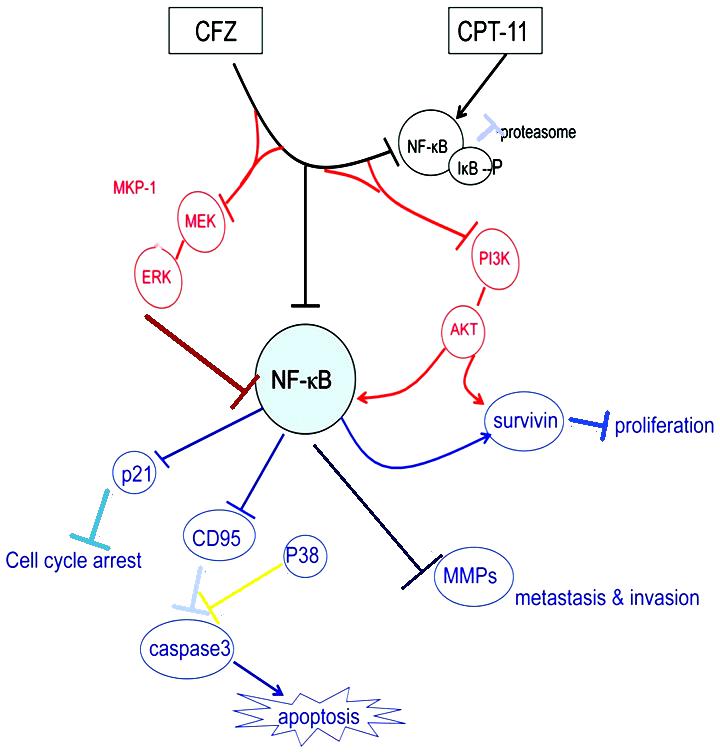 CFZ
CPT-11
NF-κB
proteasome
IκB --P
MKP-1
MEK
PI3K
ERK
AKT
NF-κB
survivin
proliferation
p21
CD95
P38
Cell cycle arrest
MMPs
metastasis & invasion
caspase3
apoptosis